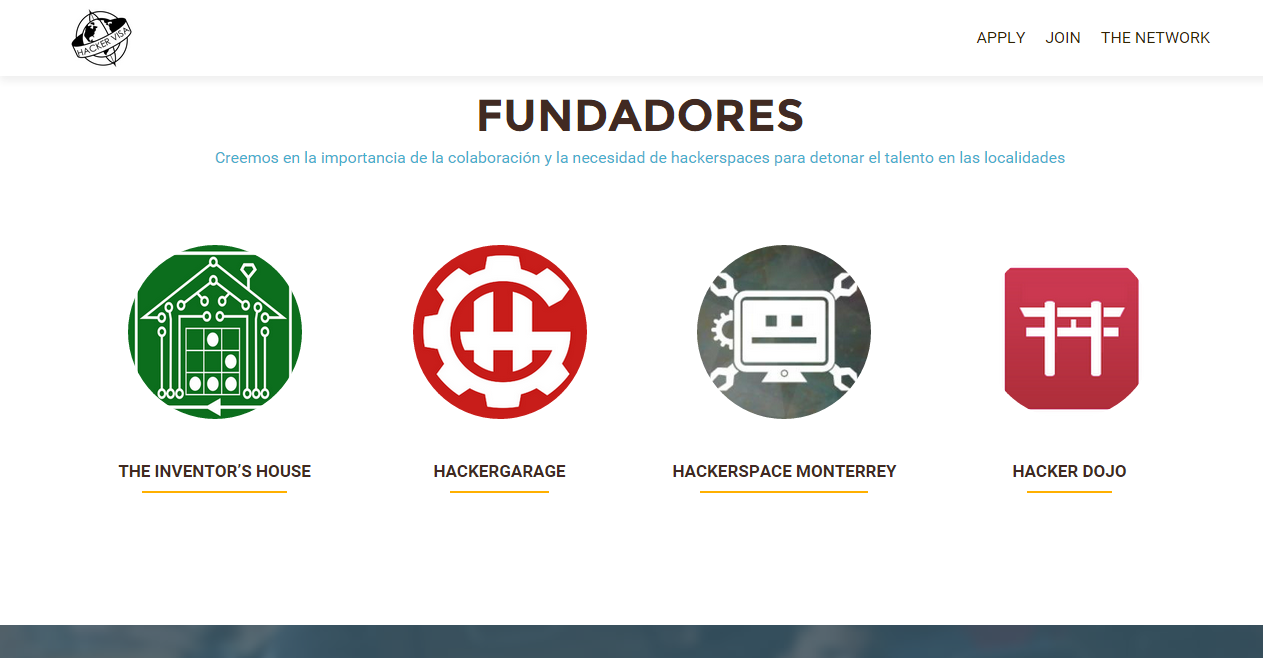 HACKER VISA
APPLY JOIN THE NETWORK
FUNDADORES
Creemos en la importancia de la colaboración y la necesidad de hackerspaces para detonar el talento en las localidades
THE INVENTOR’S HOUSE
HACKERGARAGE
HACKERSPACE MONTERREY
HACKER DOJO